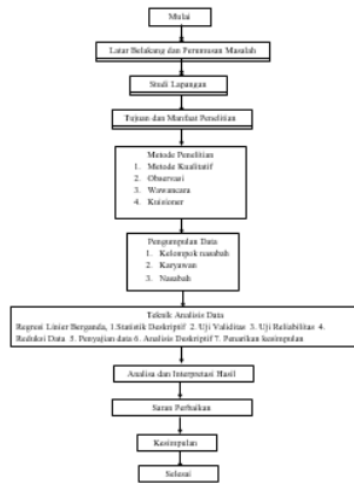 Mulai
Latar Belakang dan Perumusan Masalah
Studi Lapangan
Tujuan dan Manfaat Penelitian
Metode Penelitian
1. Metode Kualitatif
2. Observasi
3. Wawancara
4. Kuisioner
Pengumpulan Data
1. Kelompok nasabah
2. Karyawan
3. Nasabah
Teknik Analisis Data
Regresi Linier Berganda, 1.Statistik Deskriptif 2. Uji Validitas 3. Uji Reliabilitas 4.
Reduksi Data 5. Penyajian data 6. Analisis Deskriptif 7. Penarikan kesimpulan
Analisa dan Interpretasi Hasil
Saran Perbaikan
Kesimpulan
Selesai